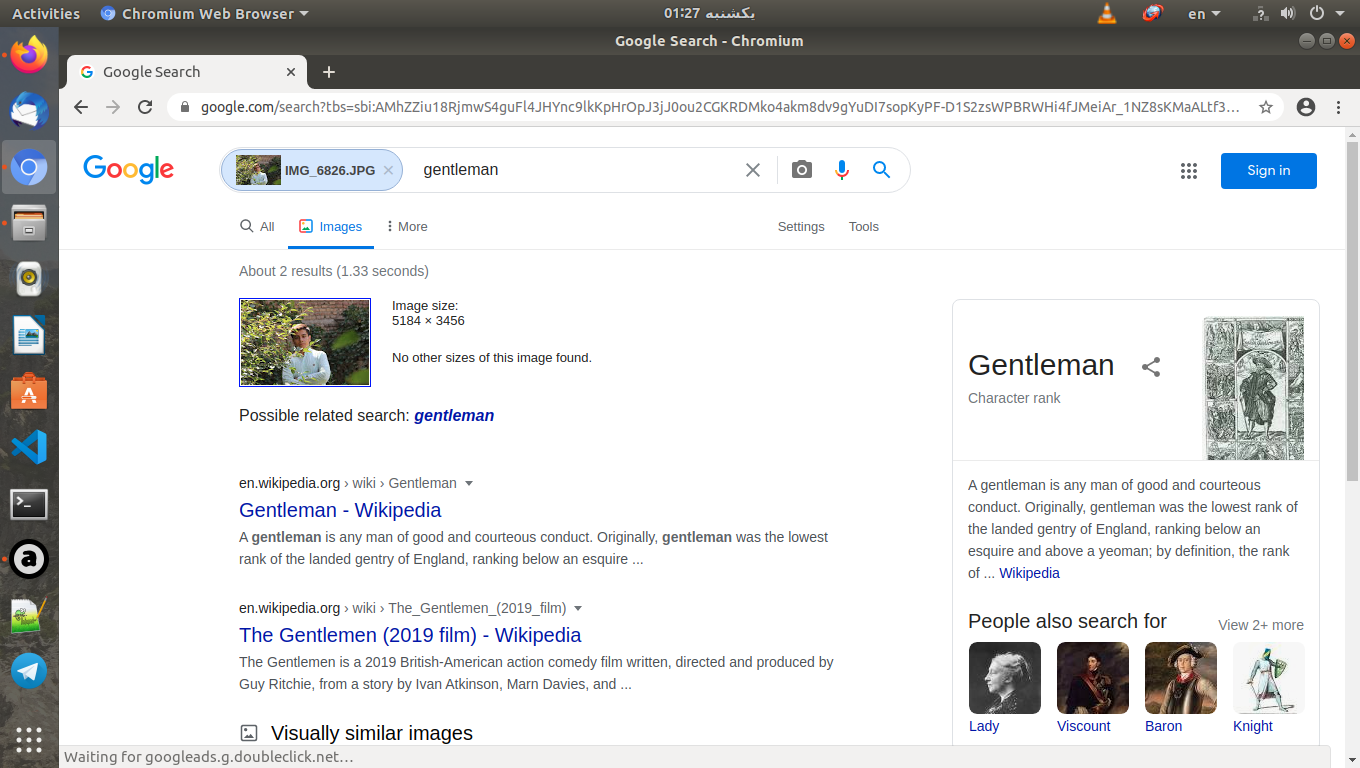 Activities
Chromium Web Browser
یکشنبه 01:27
en
Google Search - Chromium
Google Search
google.com/search?tbs=sbi:AMhZZiu18RjmwS4guFl4JHYnc9lkKpHrOpJ3jJ0ou2CGKRDMko4akm8dv9gYuDI7sopKyPF-D1S2zsWPBRWHi4fJMeiAr_1NZ8sKMaALtf3...
Google
IMG_6826.JPG
gentleman
Sign in
All
Images
More
Settings
Tools
About 2 results (1.33 seconds)
Image size:
5184 × 3456
No other sizes of this image found.
Possible related search: gentleman
en.wikipedia.org › wiki › Gentleman
Gentleman - Wikipedia
A gentleman is any man of good and courteous conduct. Originally, gentleman was the lowest
rank of the landed gentry of England, ranking below an esquire ...
en.wikipedia.org › wiki › The_Gentlemen_(2019_film)
The Gentlemen (2019 film) - Wikipedia
The Gentlemen is a 2019 British-American action comedy film written, directed and produced by
Guy Ritchie, from a story by Ivan Atkinson, Marn Davies, and ...
Visually similar images
Gentleman
Character rank
A gentleman is any man of good and courteous
conduct. Originally, gentleman was the lowest rank of
the landed gentry of England, ranking below an
esquire and above a yeoman; by definition, the rank
of ... Wikipedia
People also search for
View 2+ more
Lady
Viscount
Baron
Knight
Waiting for googleads.g.doubleclick.net…